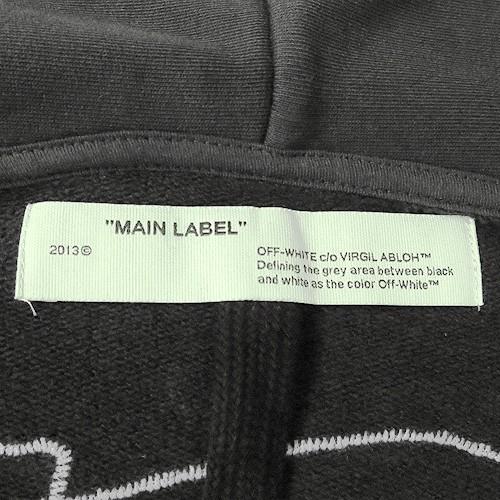 "MAIN LABEL"
2013©
OFF-WHITE c/o VIRGIL ABLOH™
Defining the grey area between black
and white as the color Off-White™